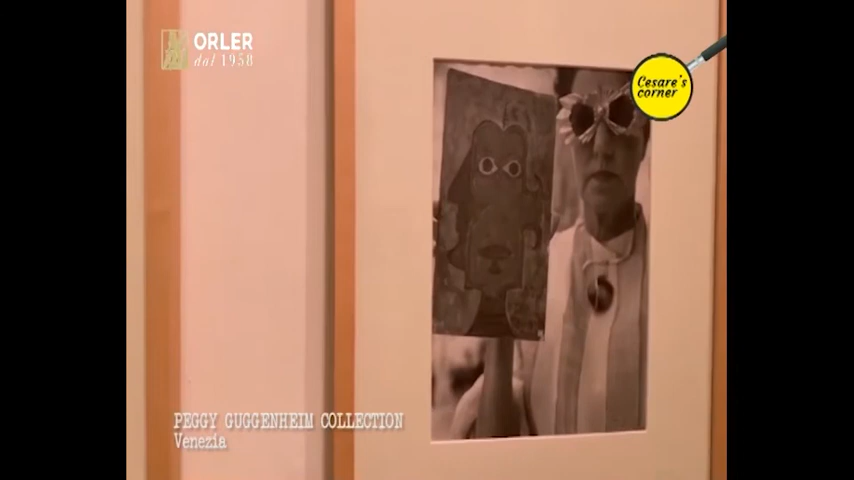 ORLER
dal 1958
Cesare's
corner
PEGGY GUGGENHEIM COLLECTION
Venezia